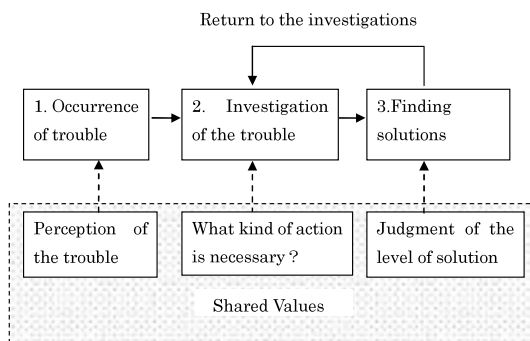 Return to the investigations
1. Occurrence
of trouble
2. Investigation
of the trouble
3.Finding
solutions
Perception of
the trouble
What kind of action
is necessary？
Judgment of the
level of solution
Shared Values